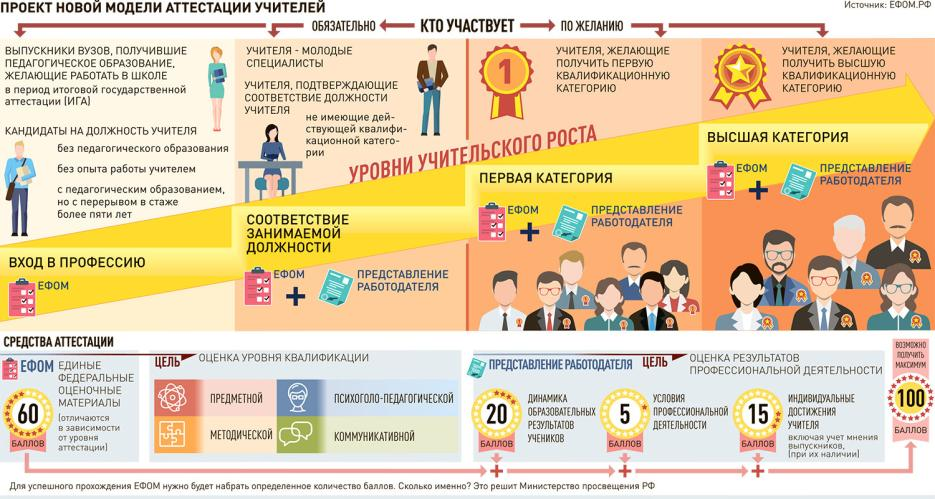 ПРОЕКТ НОВОЙ МОДЕЛИ АТТЕСТАЦИИ УЧИТЕЛЕЙ
Источник: ЕФОМ.РФ
ОБЯЗАТЕЛЬНО
КТО УЧАСТВУЕТ
ПО ЖЕЛАНИЮ
ВЫПУСКНИКИ ВУЗОВ, ПОЛУЧИВШИЕ
ПЕДАГОГИЧЕСКОЕ ОБРАЗОВАНИЕ,
ЖЕЛАЮЩИЕ РАБОТАТЬ В ШКОЛЕ
в период итоговой государственной
аттестации (ИГА)
КАНДИДАТЫ НА ДОЛЖНОСТЬ УЧИТЕЛЯ
без педагогического образования
без опыта работы учителем
с педагогическим образованием,
но с перерывом в стаже
более пяти лет
УЧИТЕЛЯ - МОЛОДЫЕ
СПЕЦИАЛИСТЫ
УЧИТЕЛЯ, ПОДТВЕРЖДАЮЩИЕ
СООТВЕТСТВИЕ ДОЛЖНОСТИ
УЧИТЕЛЯ
не имеющие дей-
ствующей квалифи-
кационной катего-
рии
1
УЧИТЕЛЯ, ЖЕЛАЮЩИЕ
ПОЛУЧИТЬ ПЕРВУЮ
КВАЛИФИКАЦИОННУЮ
КАТЕГОРИЮ
УЧИТЕЛЯ, ЖЕЛАЮЩИЕ
ПОЛУЧИТЬ ВЫСШУЮ
КВАЛИФИКАЦИОННУЮ
КАТЕГОРИЮ
УРОВНИ УЧИТЕЛЬСКОГО РОСТА
ВХОД В ПРОФЕССИЮ
ЕФОМ
СООТВЕТСТВИЕ
ЗАНИМАЕМОЙ
ДОЛЖНОСТИ
ЕФОМ
+
ПРЕДСТАВЛЕНИЕ
РАБОТОДАТЕЛЯ
ПЕРВАЯ КАТЕГОРИЯ
ЕФОМ
+
ПРЕДСТАВЛЕНИЕ
РАБОТОДАТЕЛЯ
ВЫСШАЯ КАТЕГОРИЯ
ЕФОМ
+
ПРЕДСТАВЛЕНИЕ
РАБОТОДАТЕЛЯ
СРЕДСТВА АТТЕСТАЦИИ
ЕФОМ
ЕДИНЫЕ
ФЕДЕРАЛЬНЫЕ
ОЦЕНОЧНЫЕ
МАТЕРИАЛЫ
(отличаются
в зависимости
от уровня
аттестации)
60
БАЛЛОВ
ЦЕЛЬ
ОЦЕНКА УРОВНЯ КВАЛИФИКАЦИИ
ПРЕДМЕТНОЙ
ПСИХОЛОГО-ПЕДАГОГИЧЕСКОЙ
МЕТОДИЧЕСКОЙ
КОММУНИКАТИВНОЙ
ПРЕДСТАВЛЕНИЕ РАБОТОДАТЕЛЯ
ЦЕЛЬ
ОЦЕНКА РЕЗУЛЬТАТОВ
ПРОФЕССИОНАЛЬНОЙ ДЕЯТЕЛЬНОСТИ
20
БАЛЛОВ
ДИНАМИКА
ОБРАЗОВАТЕЛЬНЫХ
РЕЗУЛЬТАТОВ
УЧЕНИКОВ
5
БАЛЛОВ
УСЛОВИЯ
ПРОФЕССИОНАЛЬНОЙ
ДЕЯТЕЛЬНОСТИ
15
БАЛЛОВ
ИНДИВИДУАЛЬНЫЕ
ДОСТИЖЕНИЯ
УЧИТЕЛЯ
включая учет мнения
выпускников,
(при их наличии)
ВОЗМОЖНО
ПОЛУЧИТЬ
МАКСИМУМ
100
БАЛЛОВ
+
+
+
Для успешного прохождения ЕФОМ нужно будет набрать определенное количество баллов. Сколько именно? Это решит Министерство просвещения РФ